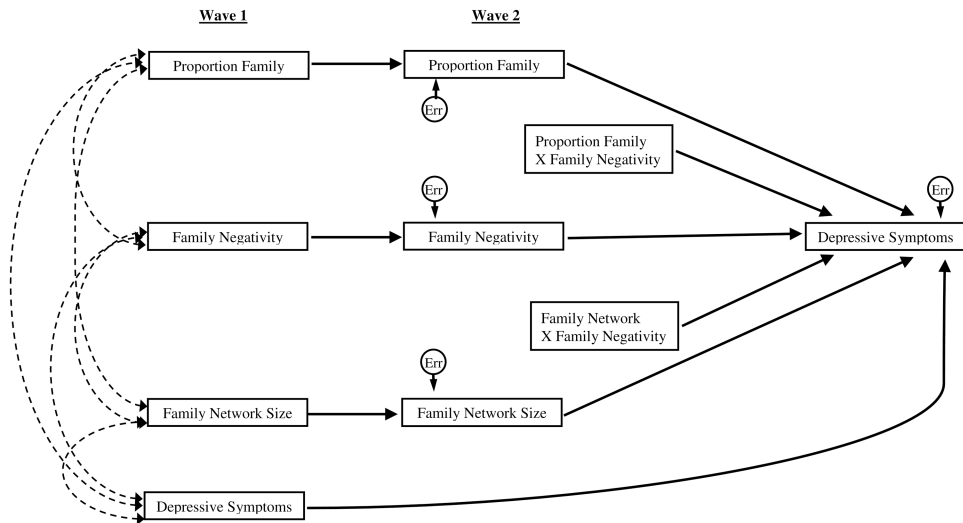 Wave 1
Wave 2
Proportion Family
Proportion Family
Err
Proportion Family
X Family Negativity
Err
Err
Family Negativity
Family Negativity
Depressive Symptoms
Family Network
X Family Negativity
Err
Family Network Size
Family Network Size
Depressive Symptoms